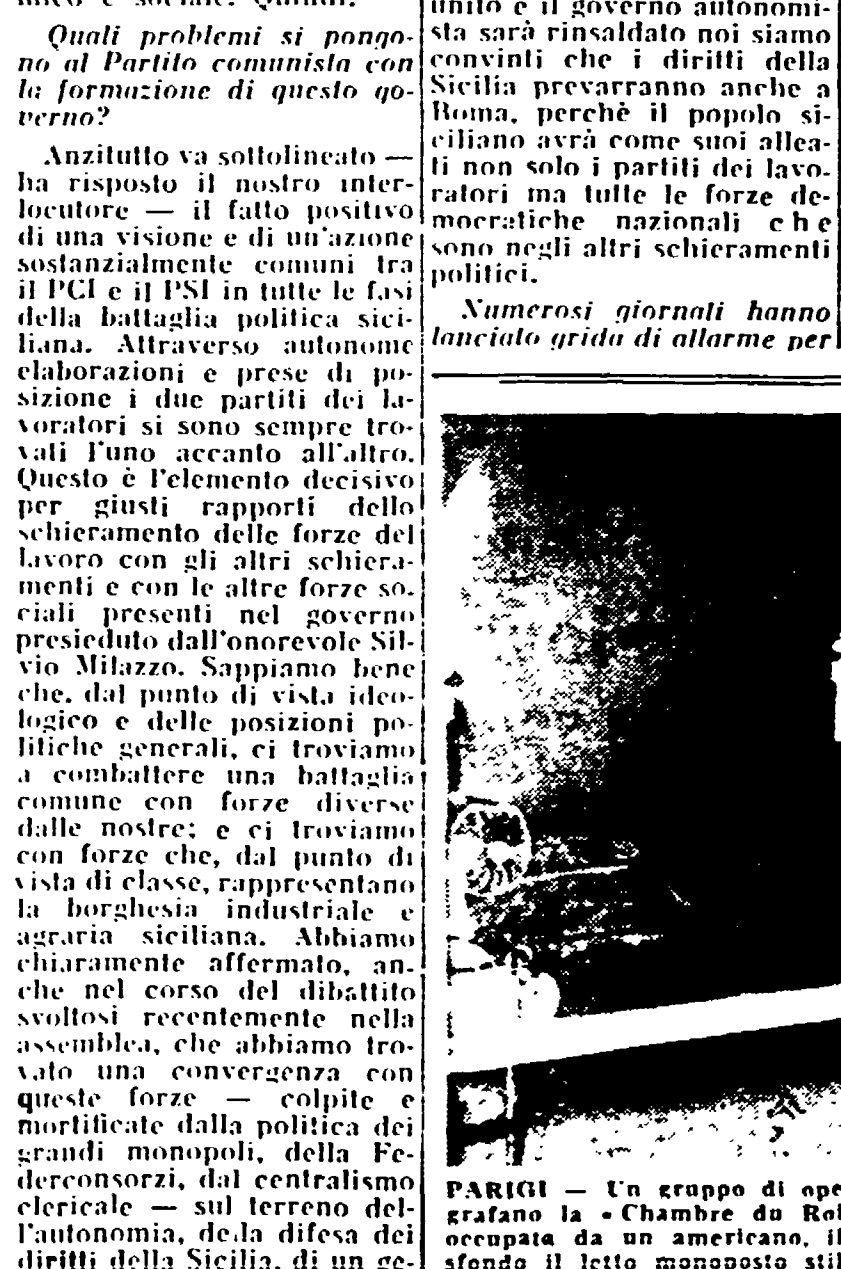 mico e sociale. Quindi.
Quali problemi si pongo-
no al Partito comunista con
la formazione di questo go-
verno?
Anzitutto va sottolineato —
ha risposto il nostro inter-
locutore — il fatto positivo
di una visione e di un'azione
sostanzialmente comuni tra
il PCI e il PSI in tutte le fasi
della battaglia politica sici-
liana. Attraverso autonome
elaborazioni e prese di po-
sizione i due partiti dei la-
voratori si sono sempre tro-
vati l'uno accanto all'altro.
Questo è l'elemento decisivo
per giusti rapporti dello
schieramento delle forze del
lavoro con gli altri schiera-
menti e con le altre forze so-
ciali presenti nel governo
presieduto dall'onorevole Sil-
vio Milazzo. Sappiamo bene
che, dal punto di vista ideo-
logico e delle posizioni po-
litiche generali, ci troviamo
a combattere una battaglia
comune con forze diverse
dalle nostre; e ci troviamo
con forze che, dal punto di
vista di classe, rappresentano
la borghesia industriale e
agraria siciliana. Abbiamo
chiaramente affermato, an-
che nel corso del dibattito
svoltosi recentemente nella
assemblea, che abbiamo tro-
vato una convergenza con
queste forze — colpite e
mortificate dalla politica dei
grandi monopoli, della Fe-
derconsorzi, dal centralismo
clericale — sul terreno del-
l'autonomia, della difesa dei
diritti della Sicilia, di un ge-
unito e il governo autonomi-
sta sarà rinsaldato noi siamo
convinti che i diritti della
Sicilia prevarranno anche a
Roma, perchè il popolo si-
ciliano avrà come suoi allea-
ti non solo i partiti dei lavo-
ratori ma tutte le forze de-
mocratiche nazionali che
sono negli altri schieramenti
politici.
Numerosi giornali hanno
lanciato grida di allarme per
PARIGI — Un gruppo di ope
grafano la « Chambre du Roi
occupata da un americano, il
sfondo il letto monoposto stil